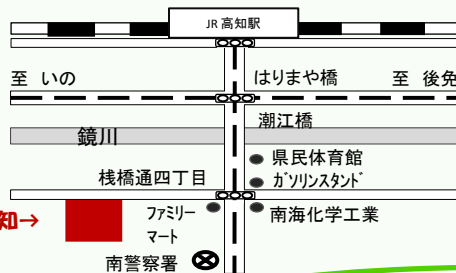 JR 高知駅
至 いの
はりまや橋
至 後免
潮江橋
鏡川
県民体育館
桟橋通四丁目
ｶﾞｿﾘﾝｽﾀﾝﾄﾞ
知→
ファミリー
マート
南海化学工業
南警察署